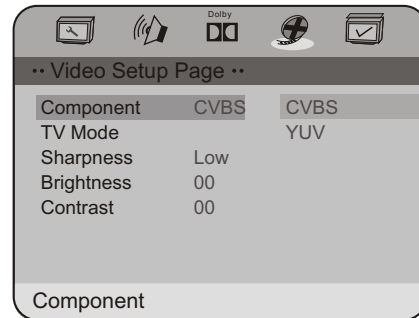 Dolby
·· Video Setup Page ··
Component CVBS CVBS
TV Mode YUV
Sharpness Low
Brightness 00
Contrast 00
Component